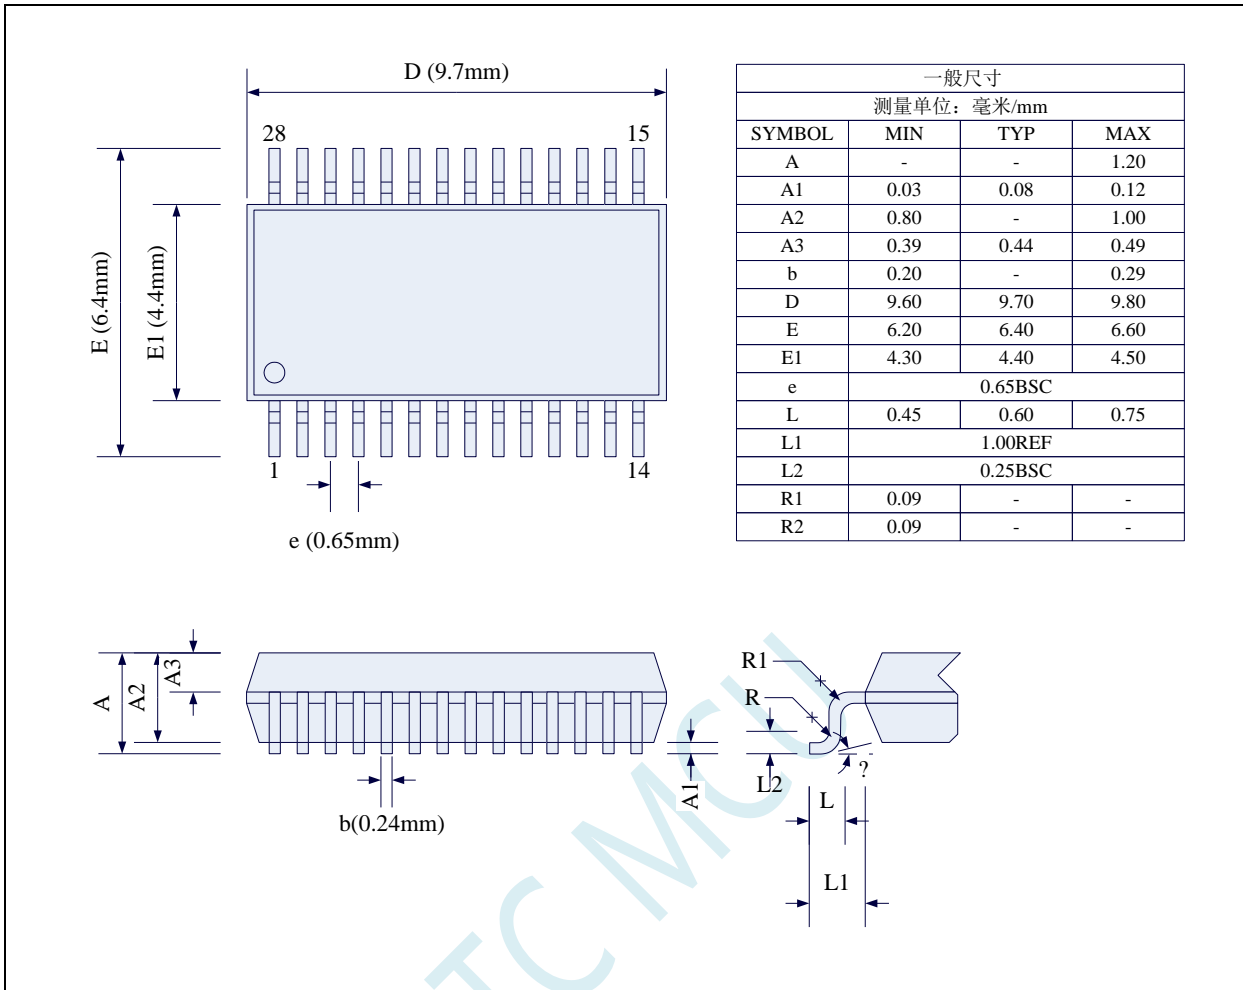 D (9.7mm)
28
15
E (6.4mm)
E1 (4.4mm)
1
14
e (0.65mm)
一般尺寸
测量单位：毫米/mm
SYMBOL MIN TYP MAX
A - - 1.20
A1 0.03 0.08 0.12
A2 0.80 - 1.00
A3 0.39 0.44 0.49
b 0.20 - 0.29
D 9.60 9.70 9.80
E 6.20 6.40 6.60
E1 4.30 4.40 4.50
e 0.65BSC
L 0.45 0.60 0.75
L1 1.00REF
L2 0.25BSC
R1 0.09 - -
R2 0.09 - -
A
A2
A3
b(0.24mm)
A1
R1
R
L2
?
L
L1
TC MCU